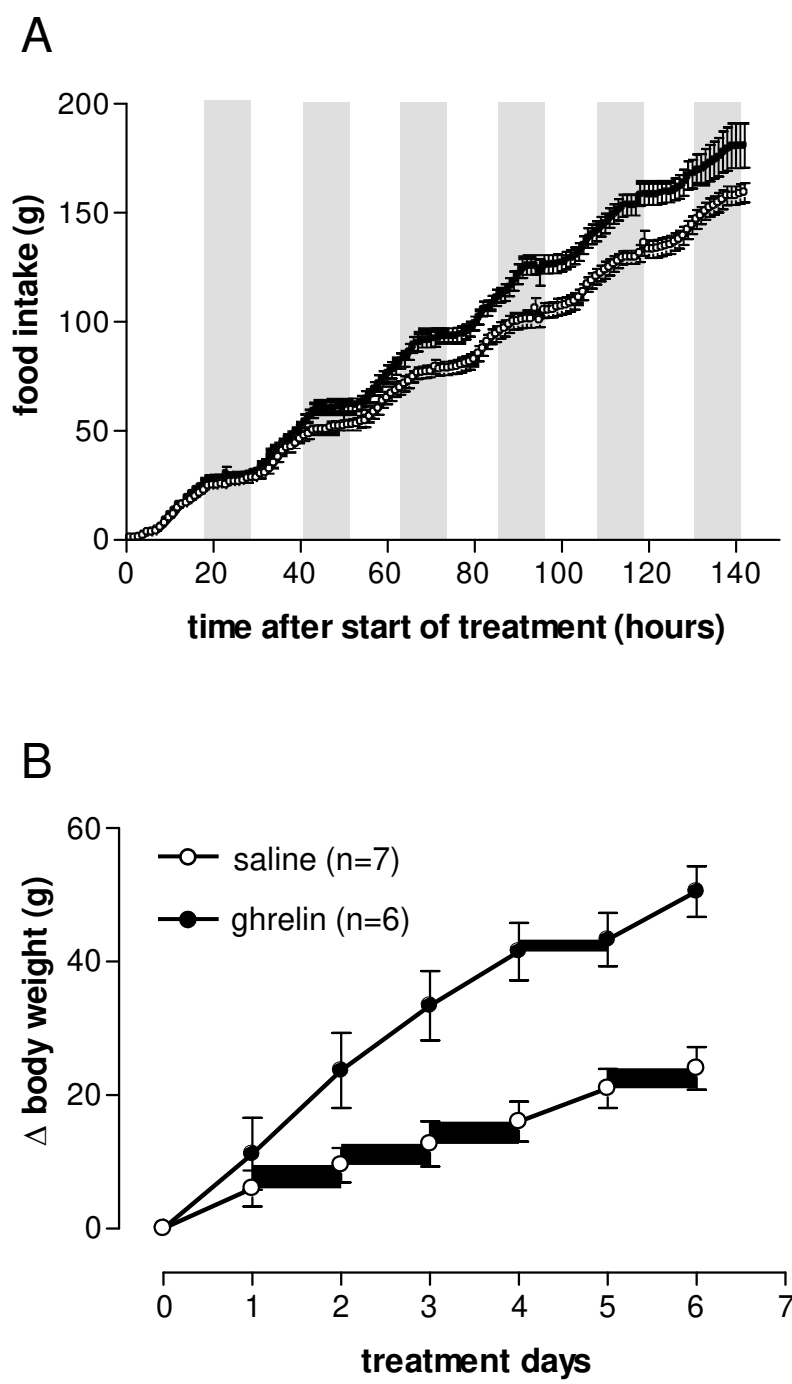 A
200
150
100
50
0
food intake (g)
0 20 40 60 80 100 120 140
time after start of treatment (hours)
B
60
40
20
0
Δ body weight (g)
saline (n=7)
ghrelin (n=6)
0 1 2 3 4 5 6 7
treatment days